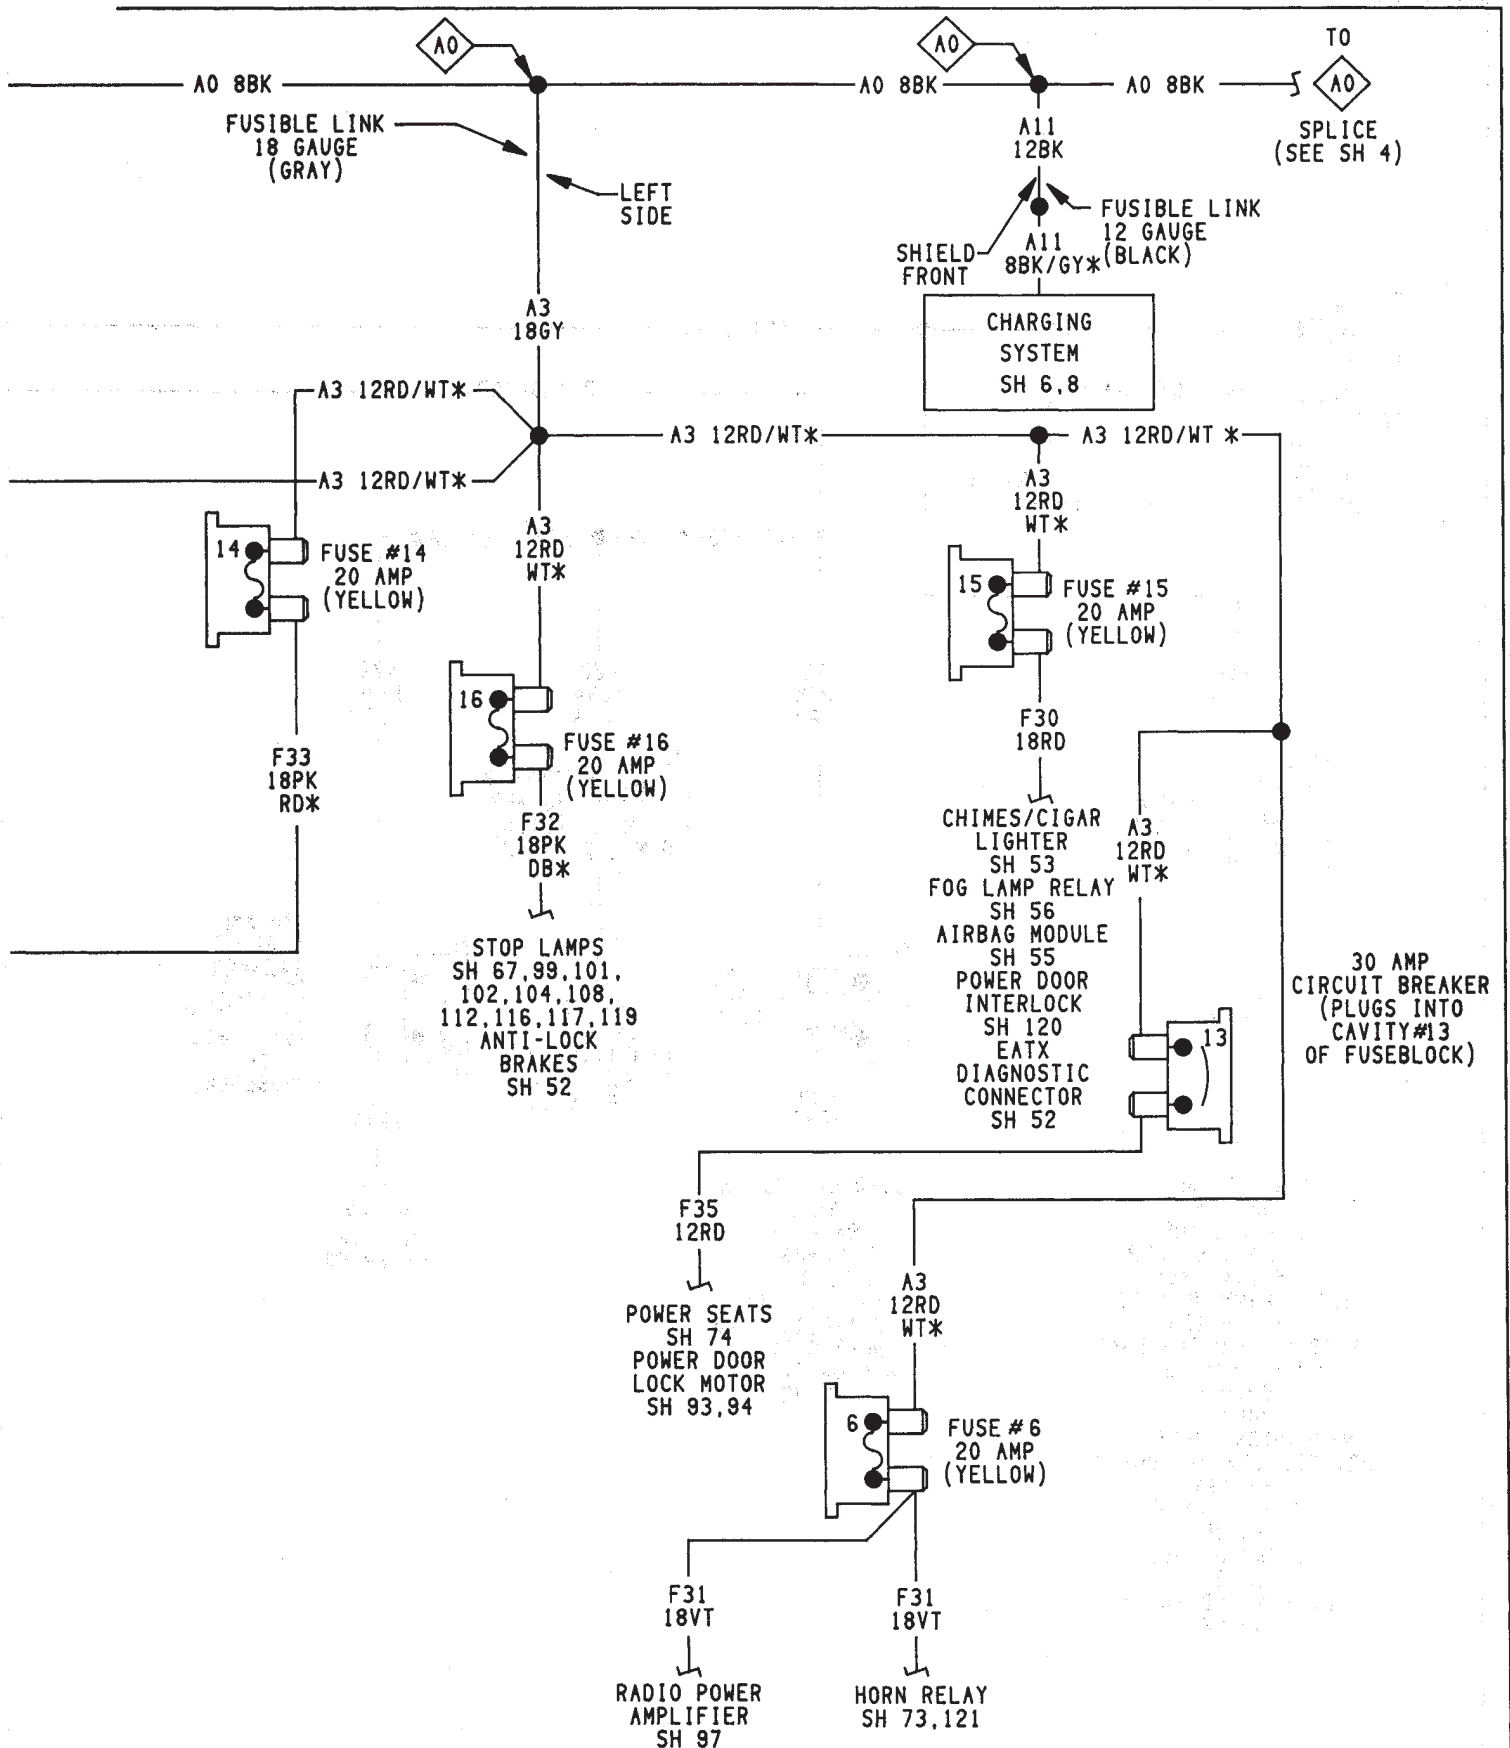 A0
A0
TO
A0 8BK
A0 8BK
A0 8BK
A0
FUSIBLE LINK
18 GAUGE
(GRAY)
SPLICE
(SEE SH 4)
A11
12BK
LEFT
SIDE
FUSIBLE LINK
12 GAUGE
(BLACK)
SHIELD
FRONT
A11
8BK/GY*
A3
18GY
CHARGING
SYSTEM
SH 6,8
A3 12RD/WT*
A3 12RD/WT*
A3 12RD/WT *
A3 12RD/WT*
A3
12RD
WT*
A3
12RD
WT*
14
FUSE #14
20 AMP
(YELLOW)
15
FUSE #15
20 AMP
(YELLOW)
16
FUSE #16
20 AMP
(YELLOW)
F30
18RD
F33
18PK
RD*
F32
18PK
DB*
CHIMES/CIGAR
LIGHTER
SH 53
FOG LAMP RELAY
SH 56
AIRBAG MODULE
SH 55
POWER DOOR
INTERLOCK
SH 120
EATX
DIAGNOSTIC
CONNECTOR
SH 52
A3
12RD
WT*
STOP LAMPS
SH 67,99,101,
102,104,108,
112,116,117,119
ANTI-LOCK
BRAKES
SH 52
30 AMP
CIRCUIT BREAKER
(PLUGS INTO
CAVITY#13
OF FUSEBLOCK)
13
F35
12RD
A3
12RD
WT*
POWER SEATS
SH 74
POWER DOOR
LOCK MOTOR
SH 93,94
6
FUSE #6
20 AMP
(YELLOW)
F31
18VT
F31
18VT
RADIO POWER
AMPLIFIER
SH 97
HORN RELAY
SH 73,121